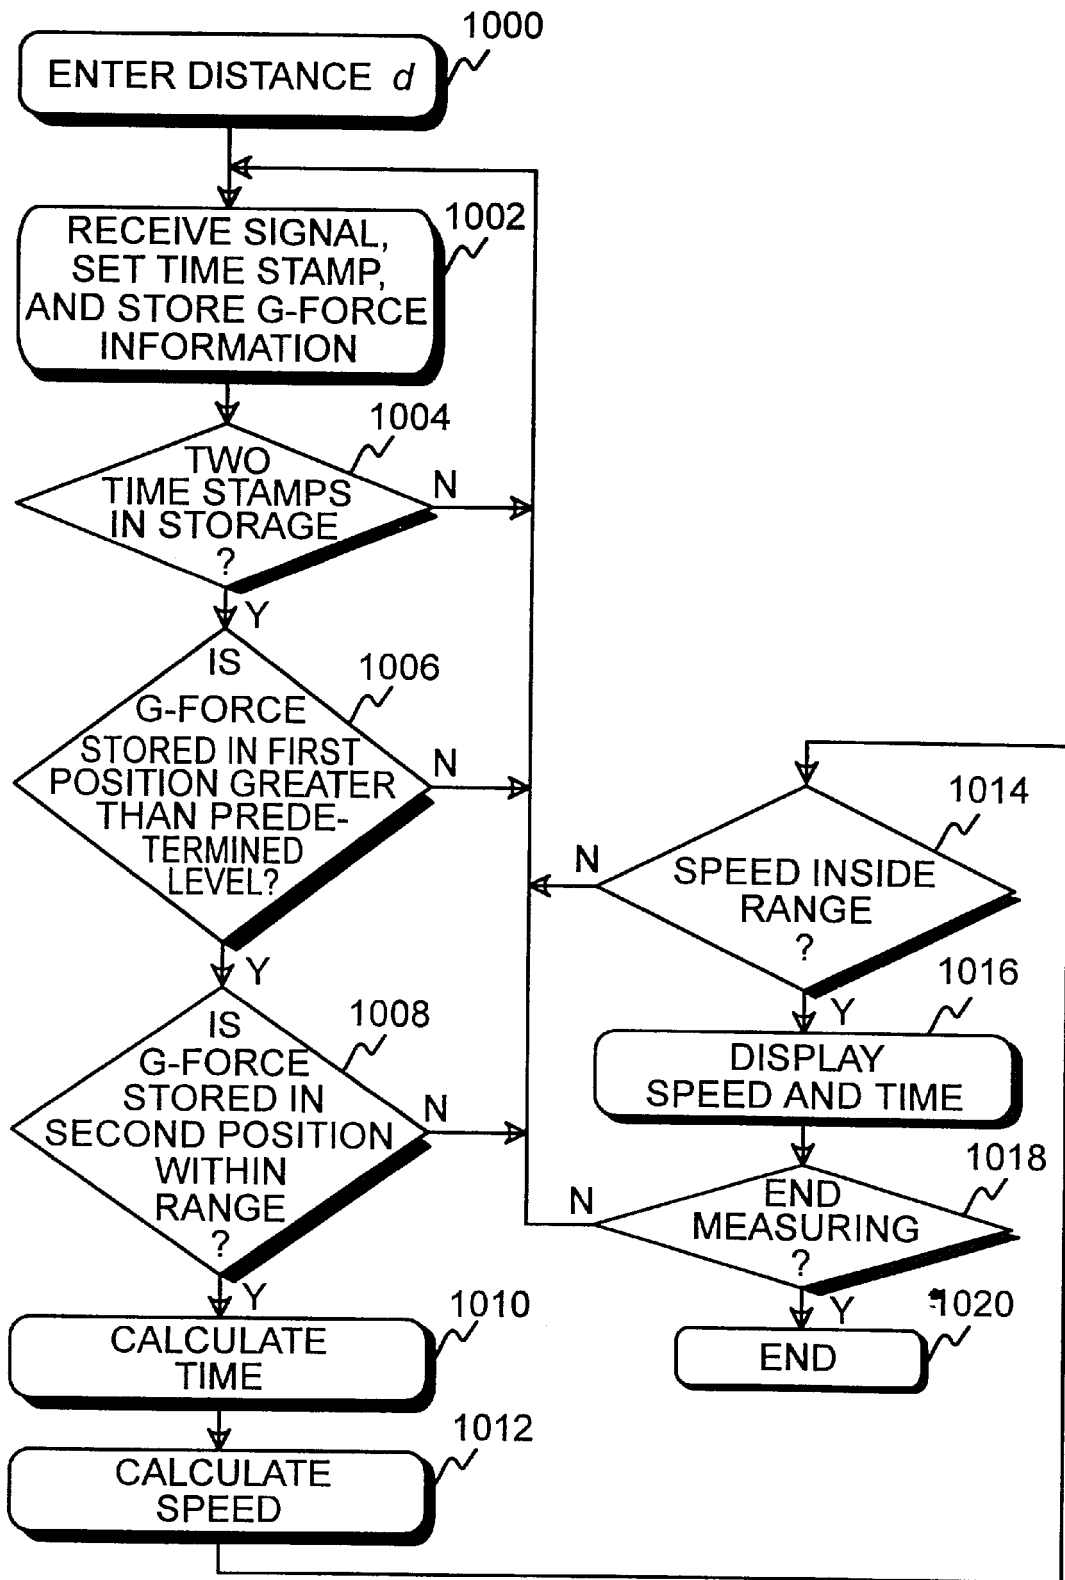 1000
ENTER DISTANCE d
1002
RECEIVE SIGNAL,
SET TIME STAMP,
AND STORE G-FORCE
INFORMATION
1004
TWO
TIME STAMPS
IN STORAGE
?
N
Y
1006
IS
G-FORCE
STORED IN FIRST
POSITION GREATER
THAN PREDE-
TERMINED
LEVEL?
N
Y
1008
IS
G-FORCE
STORED IN
SECOND POSITION
WITHIN
RANGE
?
N
Y
1010
CALCULATE
TIME
1012
CALCULATE
SPEED
1014
SPEED INSIDE
RANGE
?
N
Y
1016
DISPLAY
SPEED AND TIME
1018
END
MEASURING
?
N
Y
1020
END